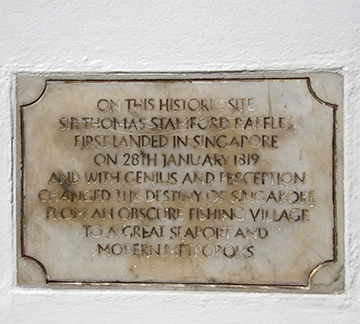 ON THIS HISTORIC SITE
SIR THOMAS STAMFORD RAFFLES
FIRST LANDED IN SINGAPORE
ON 28TH JANUARY 1819
AND WITH GENIUS AND PERCEPTION
CHANGED THE DESTINY OF SINGAPORE
FROM AN OBSCURE FISHING VILLAGE
TO A GREAT SEAPORT AND
MODERN METROPOLIS